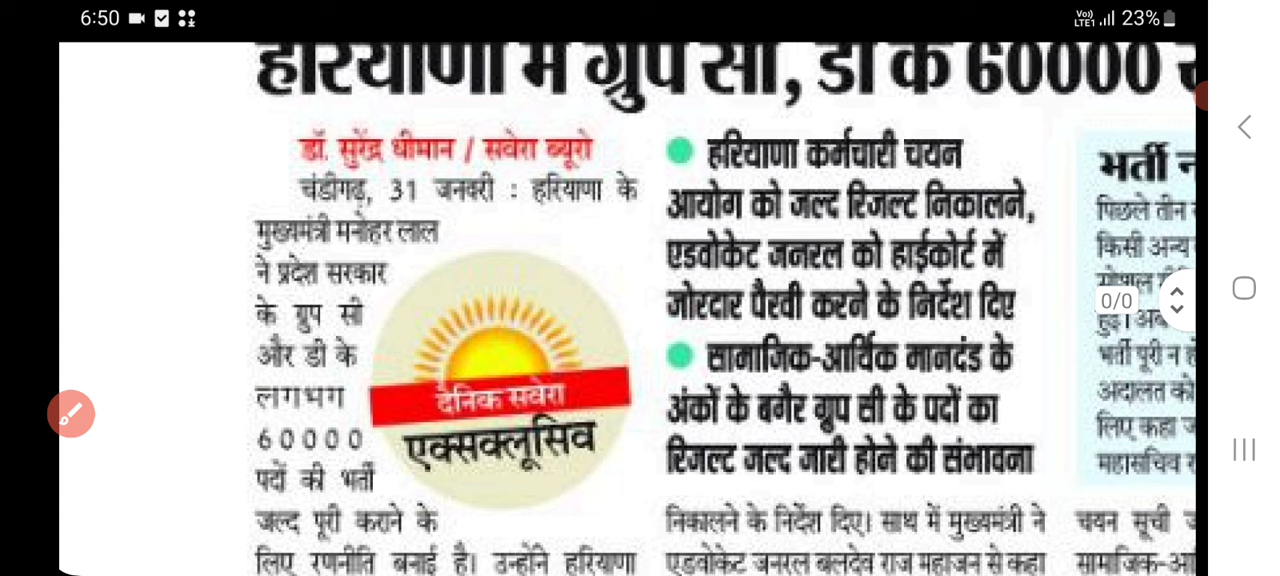 6:50
Vo))
LTE1
23%
हरियाणा में ग्रुप सी, डी के 60000
डॉ. सुरेंद्र धीमान / सवेरा ब्यूरो
चंडीगढ़, 31 जनवरी : हरियाणा के
मुख्यमंत्री मनोहर लाल
ने प्रदेश सरकार
के ग्रुप सी
और डी के
लगभग
60000
पदों की भर्ती
जल्द पूरी कराने के
लिए रणनीति बनाई है। उन्होंने हरियाणा
दैनिक सवेरा
एक्सक्लूसिव
● हरियाणा कर्मचारी चयन
आयोग को जल्द रिजल्ट निकालने,
एडवोकेट जनरल को हाईकोर्ट में
जोरदार पैरवी करने के निर्देश दिए
● सामाजिक-आर्थिक मानदंड के
अंकों के बगैर ग्रुप सी के पदों का
रिजल्ट जल्द जारी होने की संभावना
निकालने के निर्देश दिए। साथ में मुख्यमंत्री ने
एडवोकेट जनरल बलदेव राज महाजन से कहा
भर्ती
पिछले तीन
किसी अन्य
0/0
हुई।
भर्ती पूरी न
अदालत को
लिए कहा
महासचिव
चयन सूची